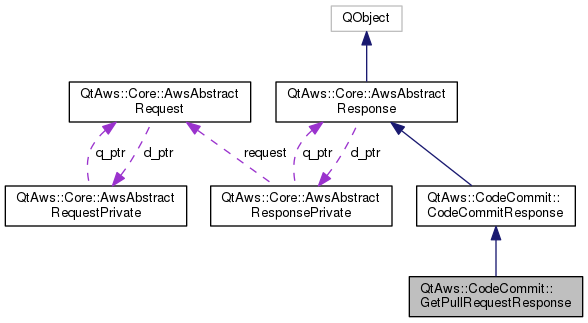 QObject
QtAws::Core::AwsAbstract
Request
QtAws::Core::AwsAbstract
Response
q_ptr
d_ptr
request
q_ptr
d_ptr
QtAws::Core::AwsAbstract
RequestPrivate
QtAws::Core::AwsAbstract
ResponsePrivate
QtAws::CodeCommit::
CodeCommitResponse
QtAws::CodeCommit::
GetPullRequestResponse